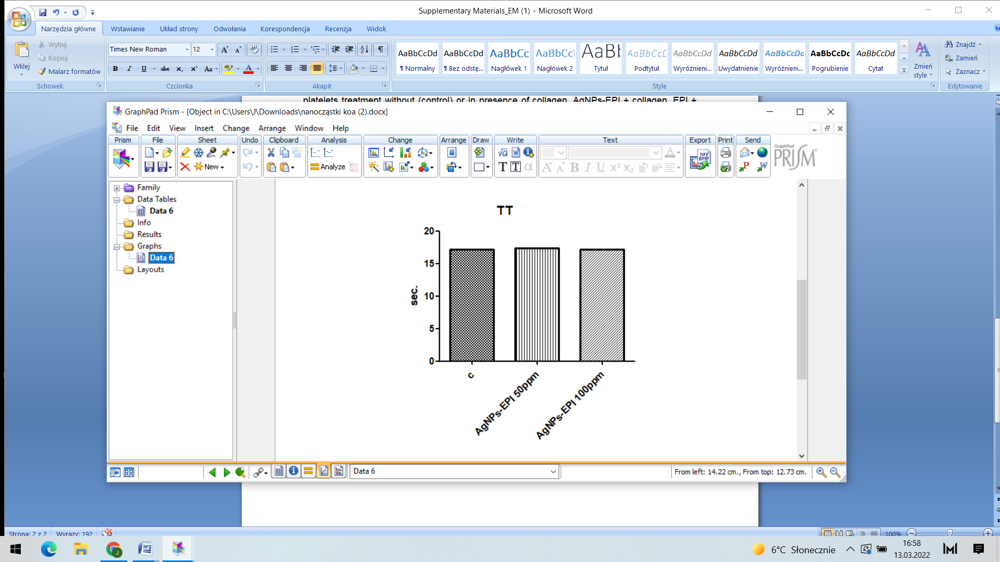 Supplementary Materials_EM (1) - Microsoft Word
Narzędzia główne Wstawianie Układ strony Odwołania Korespondencja Recenzja Widok
Wklej
Wytnij
Kopiuj
Malarz formatów
Schowek
Times New Roman 12
Czcionka
Akapit
AaBbCcDd AaBbCcDd AaBbCc AaBbCc AaBb AaBbCcD AaBbCcDd AaBbCcDd AaBbCcDd AaBbCcDd AaBbCcDd
¶ Normalny ¶ Bez odstę... Nagłówek 1 Nagłówek 2 Tytuł Podtytuł Wyróżnieni... Uwydatnienie Wyróżnieni... Pogrubienie Cytat
Style
Zmień
style
Znajdź
Zamień
Zaznacz
Edytowanie
platelets treatment without (control) or in presence of collagen, AgNPs-EPI + collagen, EPI +
GraphPad Prism - [Object in C:\Users\J\Downloads\nanocząstki koa (2).docx]
File Edit View Insert Change Arrange Window Help
Prism File Sheet Undo Clipboard Analysis Change Arrange Draw Write Text Export Print Send
New
Analyze
TIFF
BMP
GraphPad
PRISM
Family
Data Tables
Data 6
Info
Results
Graphs
Data 6
Layouts
TT
sec.
20
15
10
5
0
c
AgNPs-EPI 50ppm
AgNPs-EPI 100ppm
Data 6
From left: 14.22 cm., From top: 12.73 cm.
Strona: 2 z 2 Wyrazy: 192
100%
6°C Słonecznie
16:58
13.03.2022